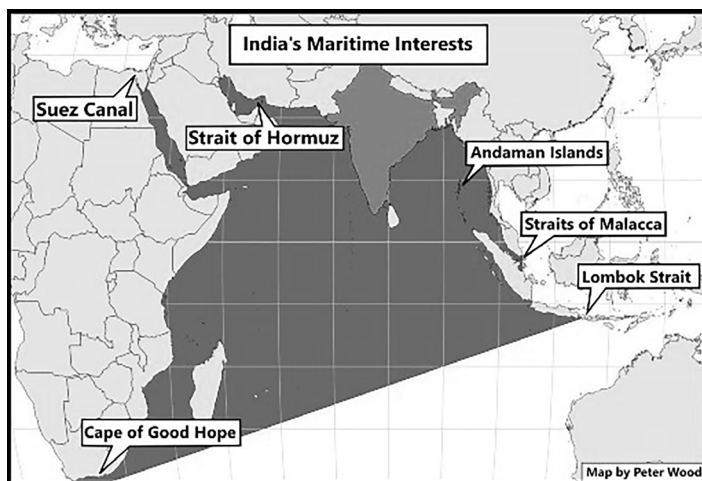 India's Maritime Interests
Suez Canal
Strait of Hormuz
Andaman Islands
Straits of Malacca
Lombok Strait
Cape of Good Hope
Map by Peter Wood